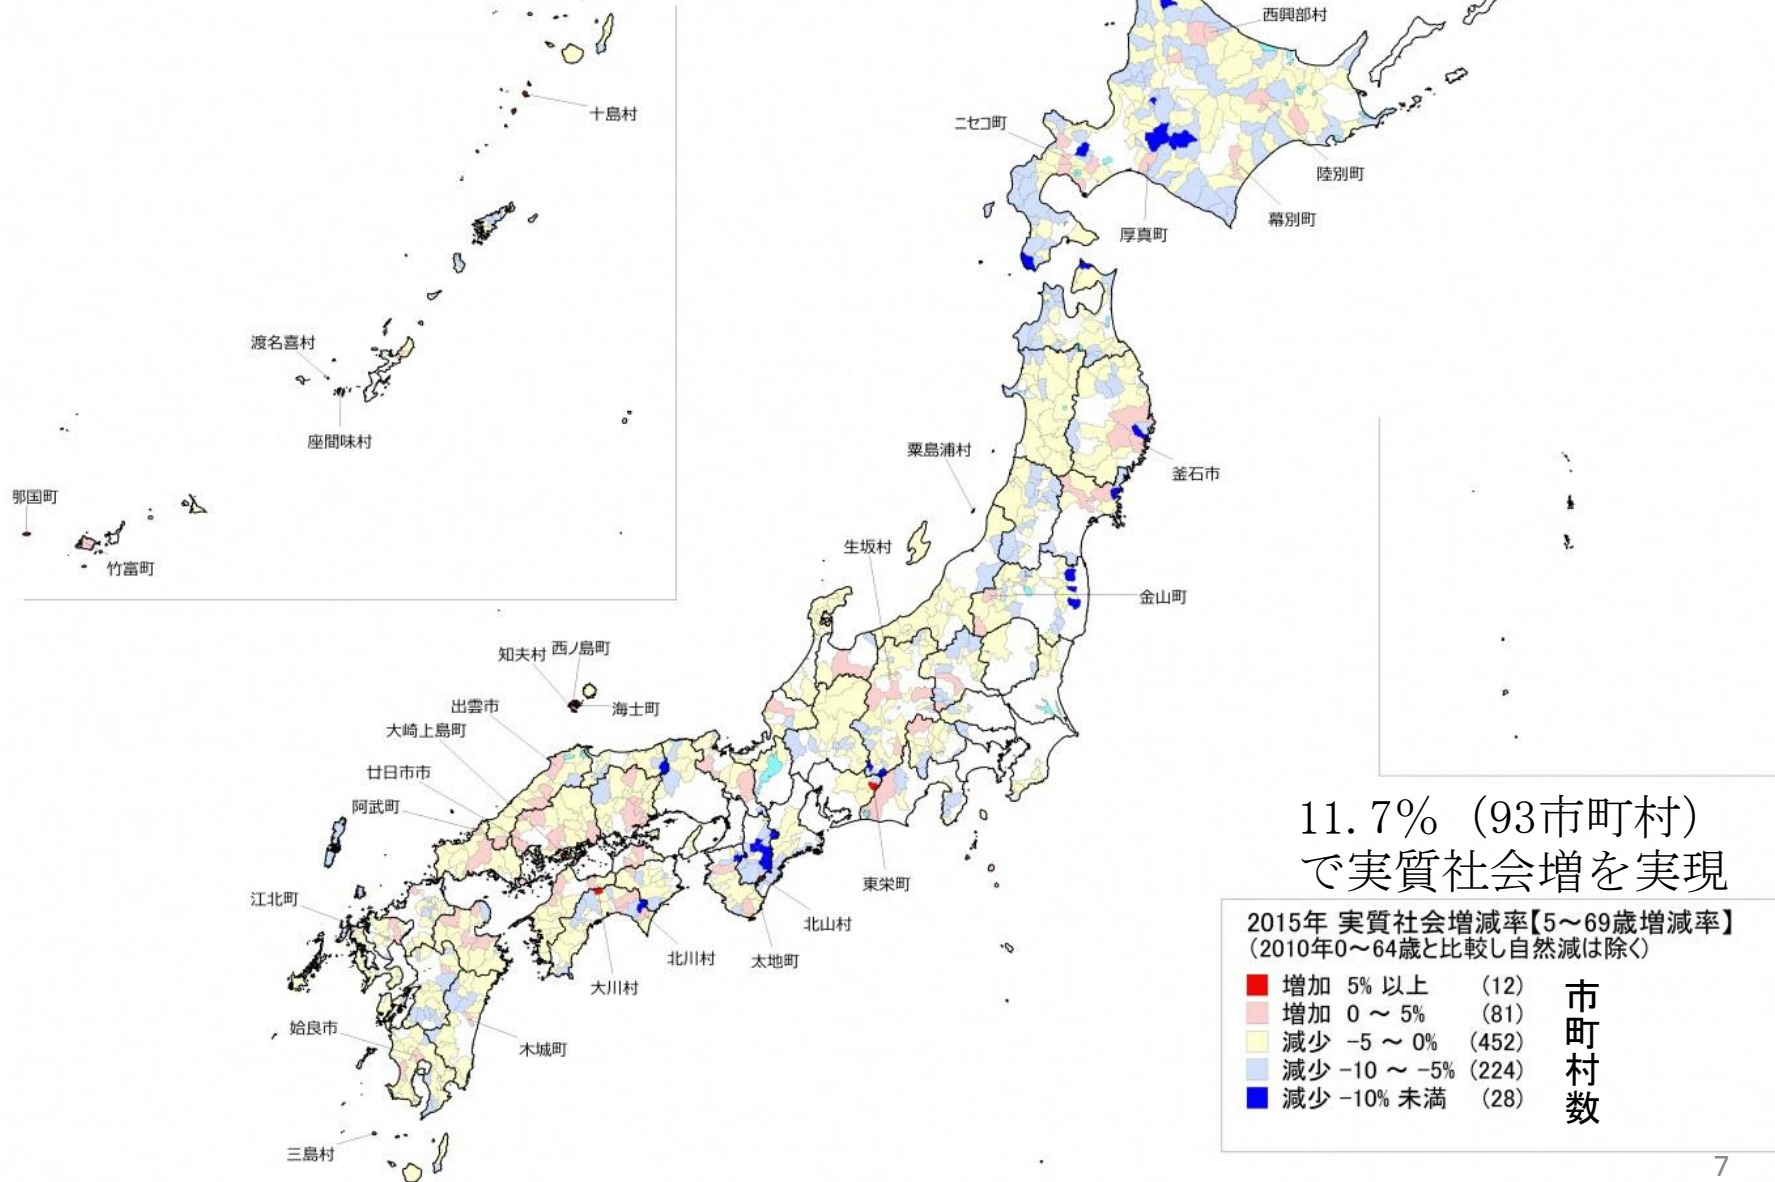 西興部村
十島村
ニセコ町
陸別町
幕別町
厚真町
渡名喜村
座間味村
粟島浦村
釜石市
那国町
竹富町
生坂村
金山町
知夫村
西ノ島町
海士町
出雲市
大崎上島町
廿日市市
阿武町
江北町
東栄町
北山村
太地町
北川村
大川村
姶良市
木城町
三島村
11.7％（93市町村）
で実質社会増を実現
2015年 実質社会増減率【5～69歳増減率】
（2010年0～64歳と比較し自然減は除く）
増加 5% 以上 (12)
増加 0 ～ 5% (81)
減少 -5 ～ 0% (452)
減少 -10 ～ -5% (224)
減少 -10% 未満 (28)
市町村数
7